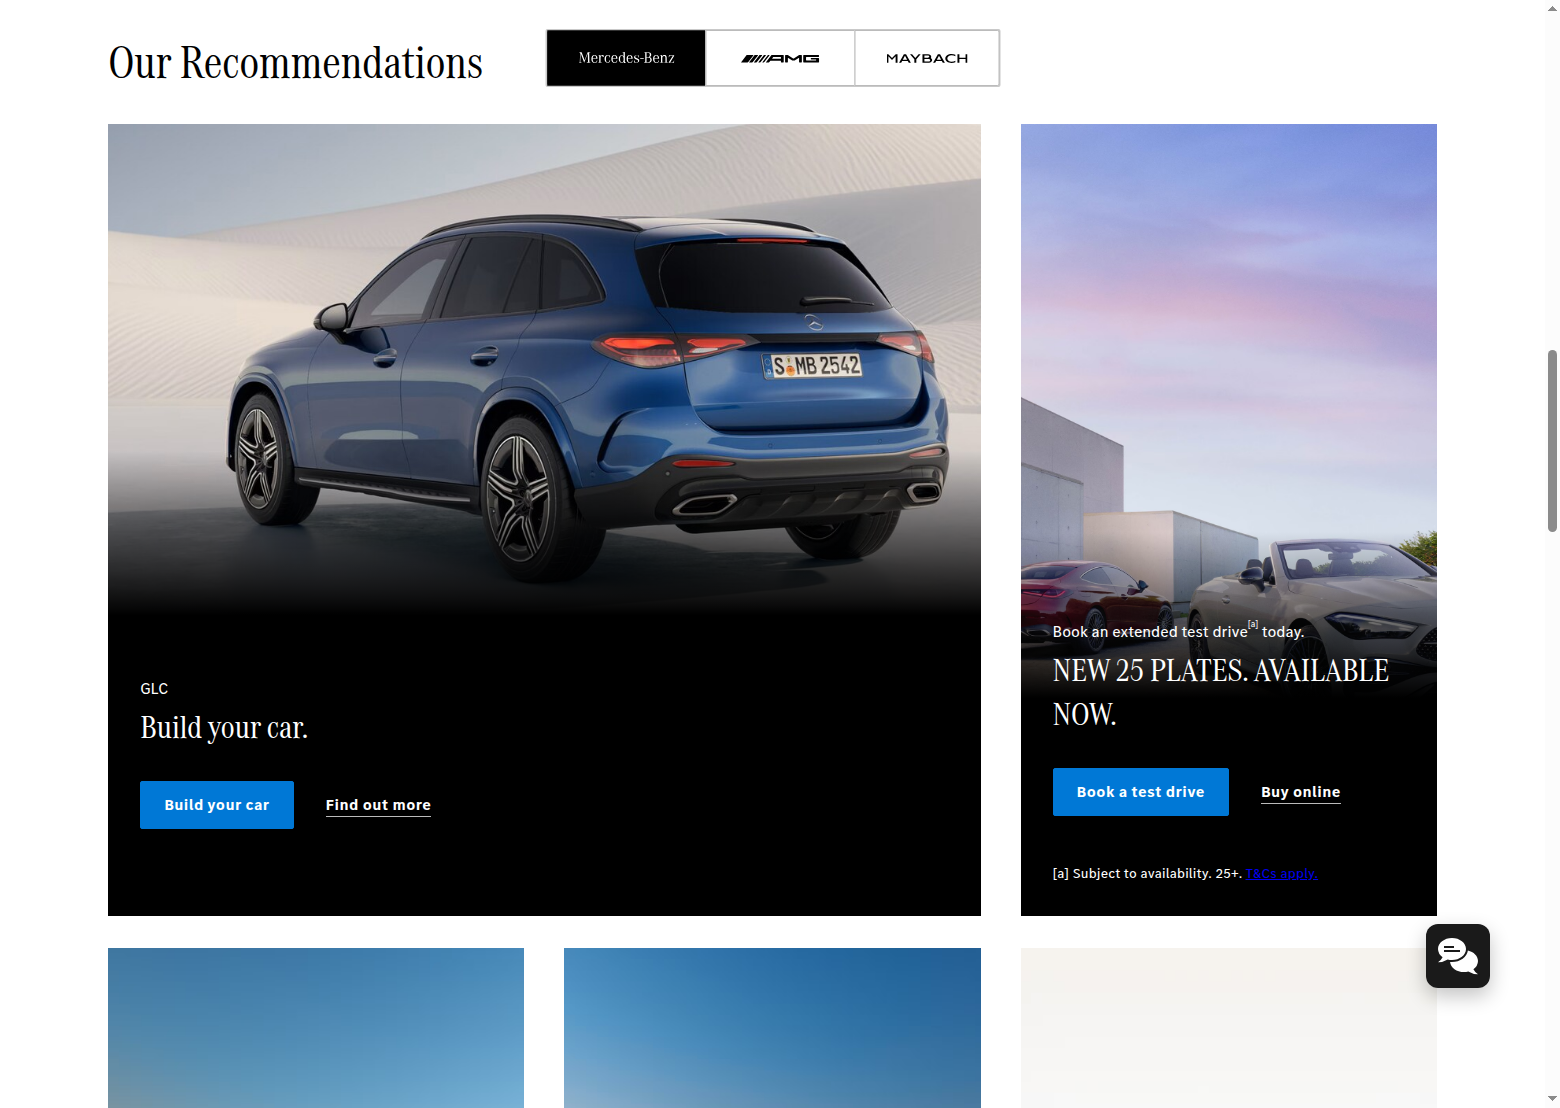 Our Recommendations
Mercedes-Benz
AMG
MAYBACH
S MB 2542
GLC
Build your car.
Build your car
Find out more
Book an extended test drive[a] today.
NEW 25 PLATES. AVAILABLE
NOW.
Book a test drive
Buy online
[a] Subject to availability. 25+. T&Cs apply.